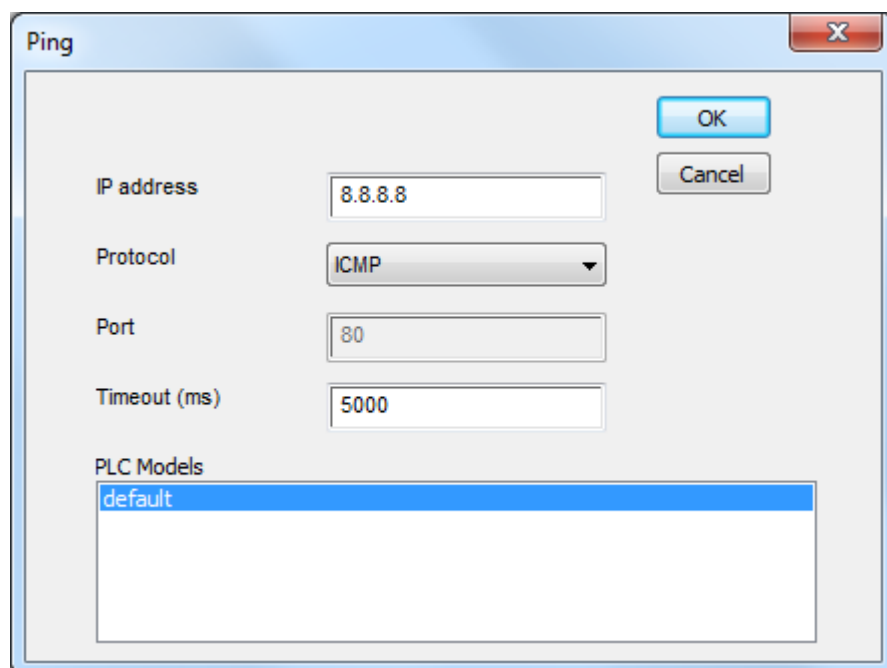 Ping
OK
Cancel
IP address
8.8.8.8
Protocol
ICMP
Port
80
Timeout (ms)
5000
PLC Models
default